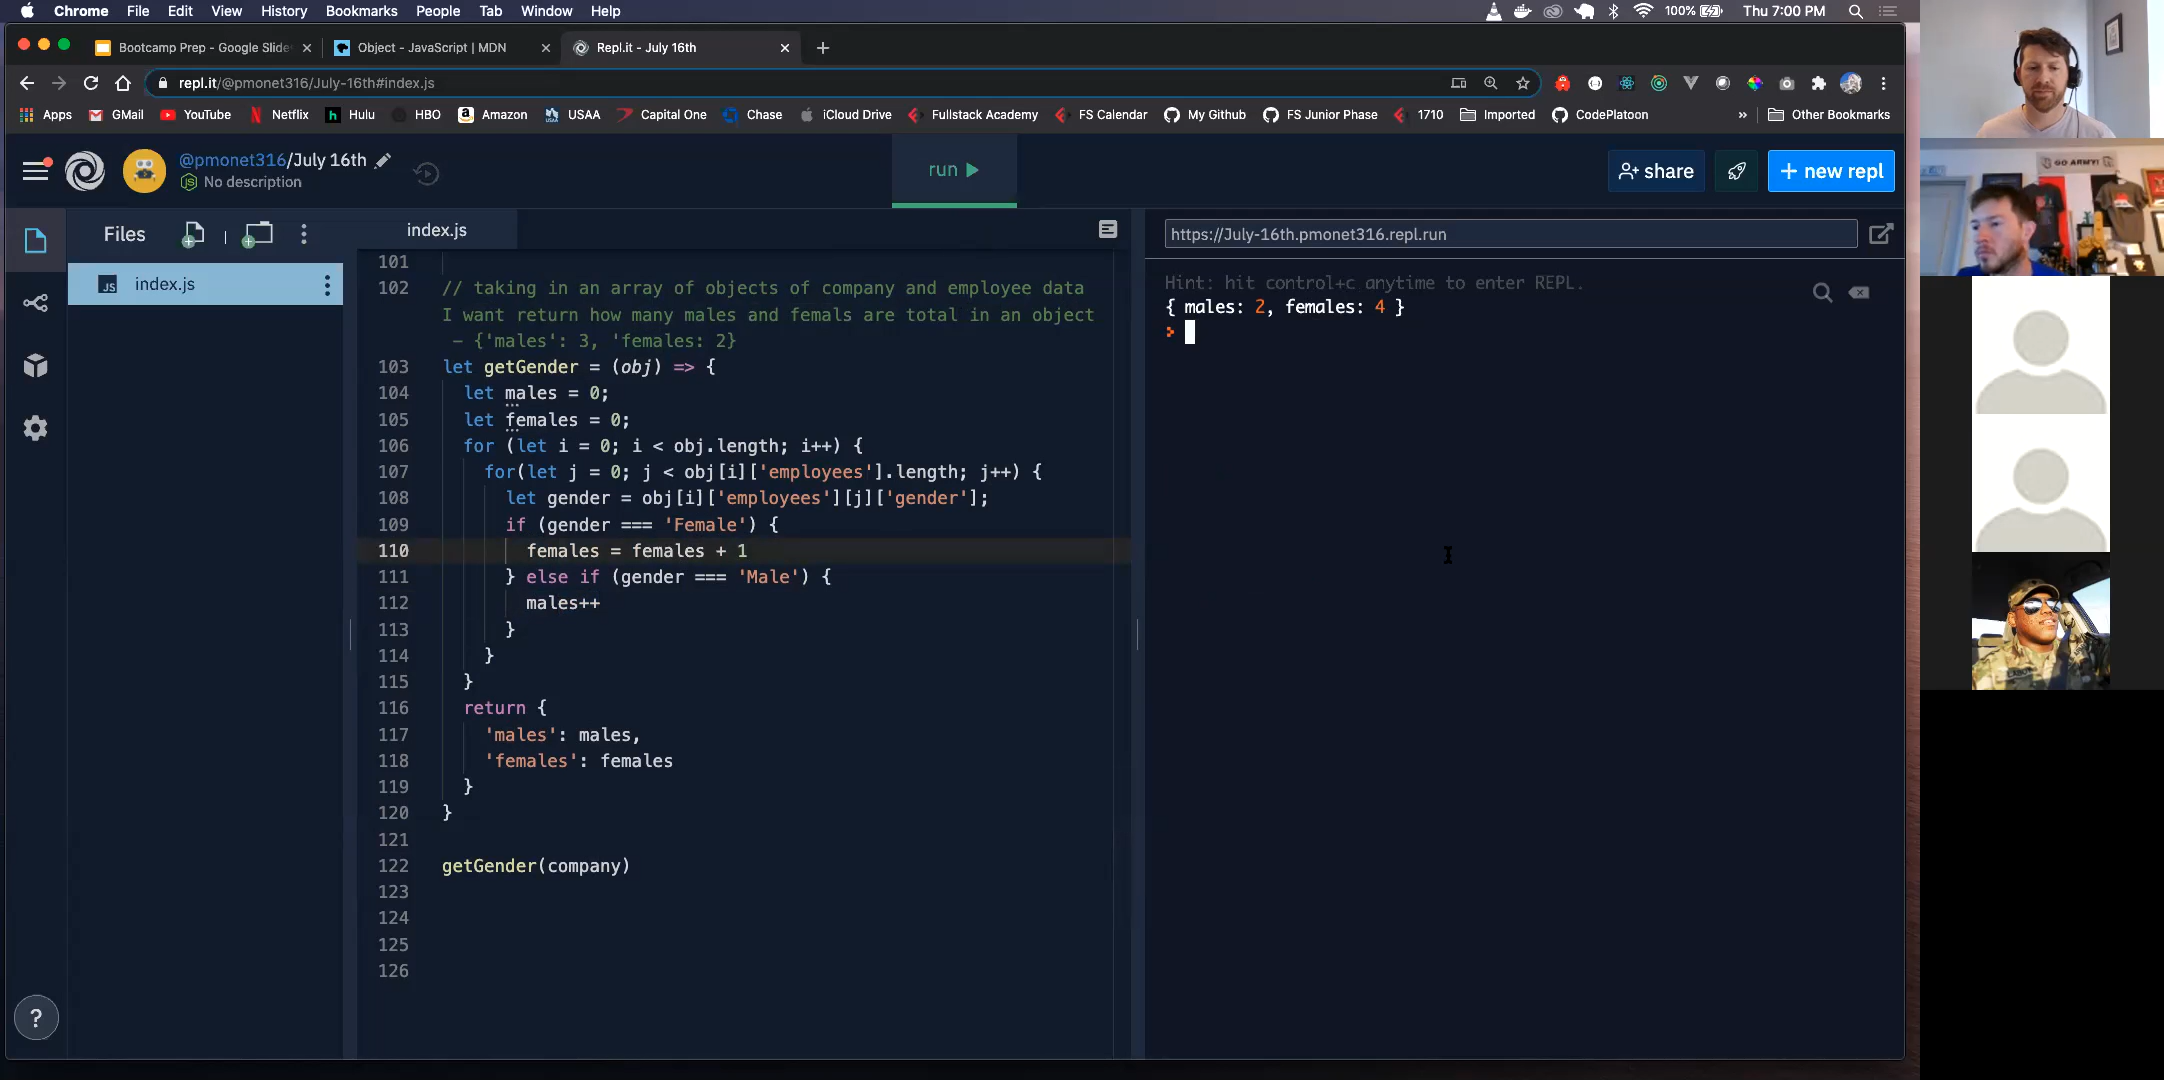 Chrome File Edit View History Bookmarks People Tab Window Help 100% Thu 7:00 PM
Bootcamp Prep - Google Slide
Object - JavaScript | MDN
Repl.it - July 16th
repl.it/@pmonet316/July-16th#index.js
Apps GMail YouTube Netflix Hulu HBO Amazon USAA Capital One Chase iCloud Drive Fullstack Academy FS Calendar My Github FS Junior Phase 1710 Imported CodePlatoon » Other Bookmarks
@pmonet316/July 16th
No description
run
share
+ new repl
Files
index.js
index.js
101
102 // taking in an array of objects of company and employee data
I want return how many males and femals are total in an object
- {'males': 3, 'females: 2}
103 let getGender = (obj) => {
104 let males = 0;
105 let females = 0;
106 for (let i = 0; i < obj.length; i++) {
107 for(let j = 0; j < obj[i]['employees'].length; j++) {
108 let gender = obj[i]['employees'][j]['gender'];
109 if (gender === 'Female') {
110 females = females + 1
111 } else if (gender === 'Male') {
112 males++
113 }
114 }
115 }
116 return {
117 'males': males,
118 'females': females
119 }
120 }
121
122 getGender(company)
123
124
125
126
?
https://July-16th.pmonet316.repl.run
Hint: hit control+c anytime to enter REPL.
{ males: 2, females: 4 }
>
GO ARMY!